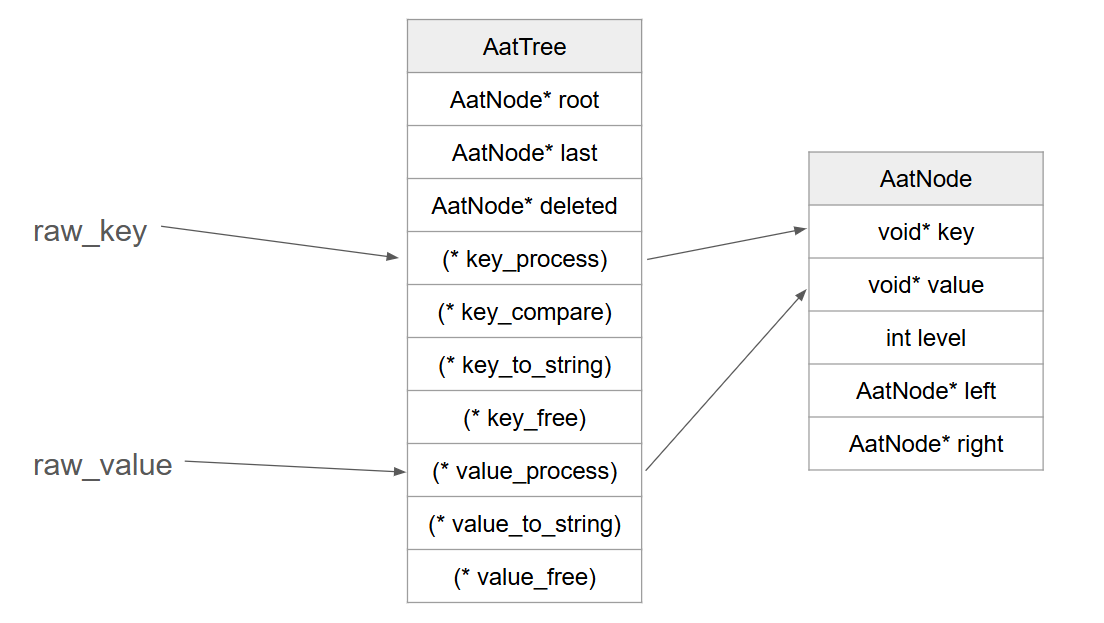 raw_key
raw_value
AatTree
AatNode* root
AatNode* last
AatNode* deleted
(* key_process)
(* key_compare)
(* key_to_string)
(* key_free)
(* value_process)
(* value_to_string)
(* value_free)
AatNode
void* key
void* value
int level
AatNode* left
AatNode* right